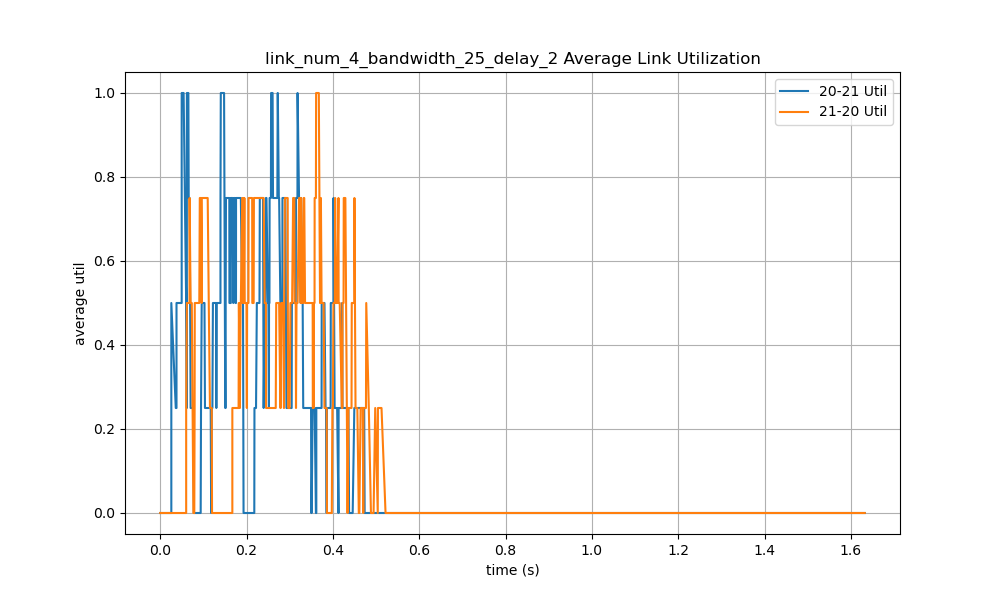 link_num_4_bandwidth_25_delay_2 Average Link Utilization
20-21 Util
21-20 Util
average util
1.0
0.8
0.6
0.4
0.2
0.0
0.0 0.2 0.4 0.6 0.8 1.0 1.2 1.4 1.6
time (s)